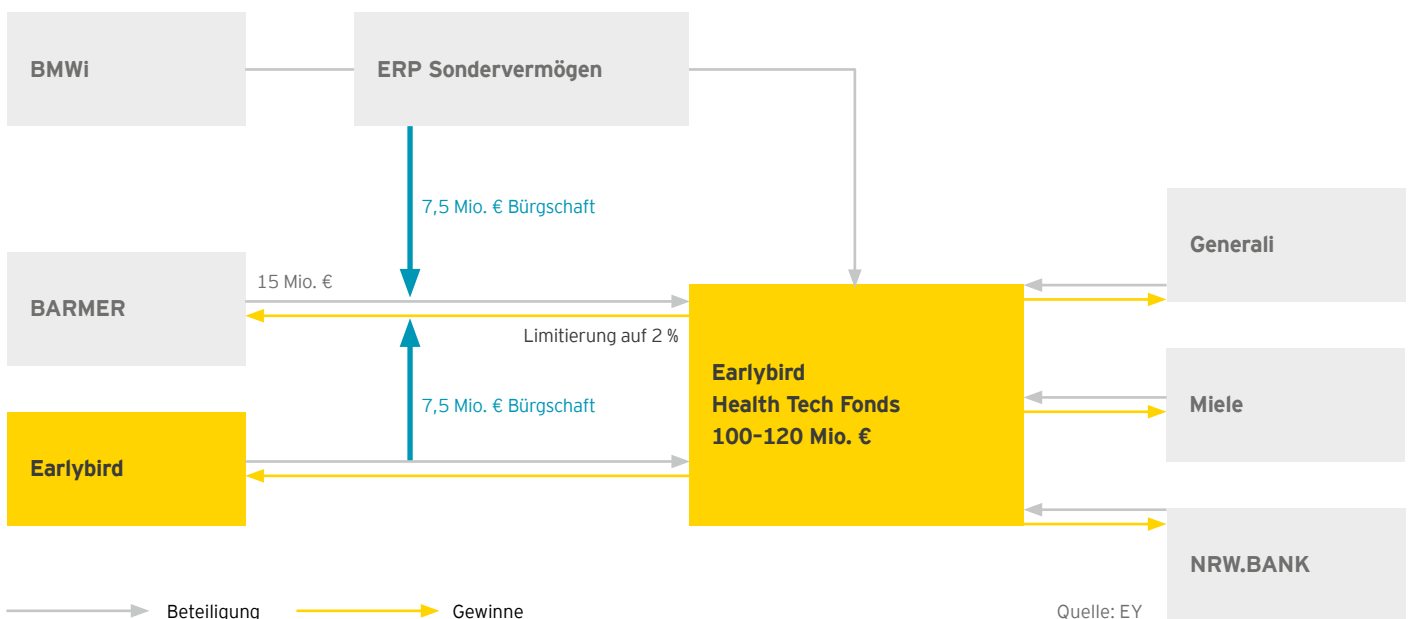 BMWi
ERP Sondervermögen
7,5 Mio. € Bürgschaft
Generali
15 Mio. €
BARMER
Limitierung auf 2 %
Earlybird
Health Tech Fonds
100–120 Mio. €
7,5 Mio. € Bürgschaft
Miele
Earlybird
NRW.BANK
Beteiligung
Gewinne
Quelle: EY